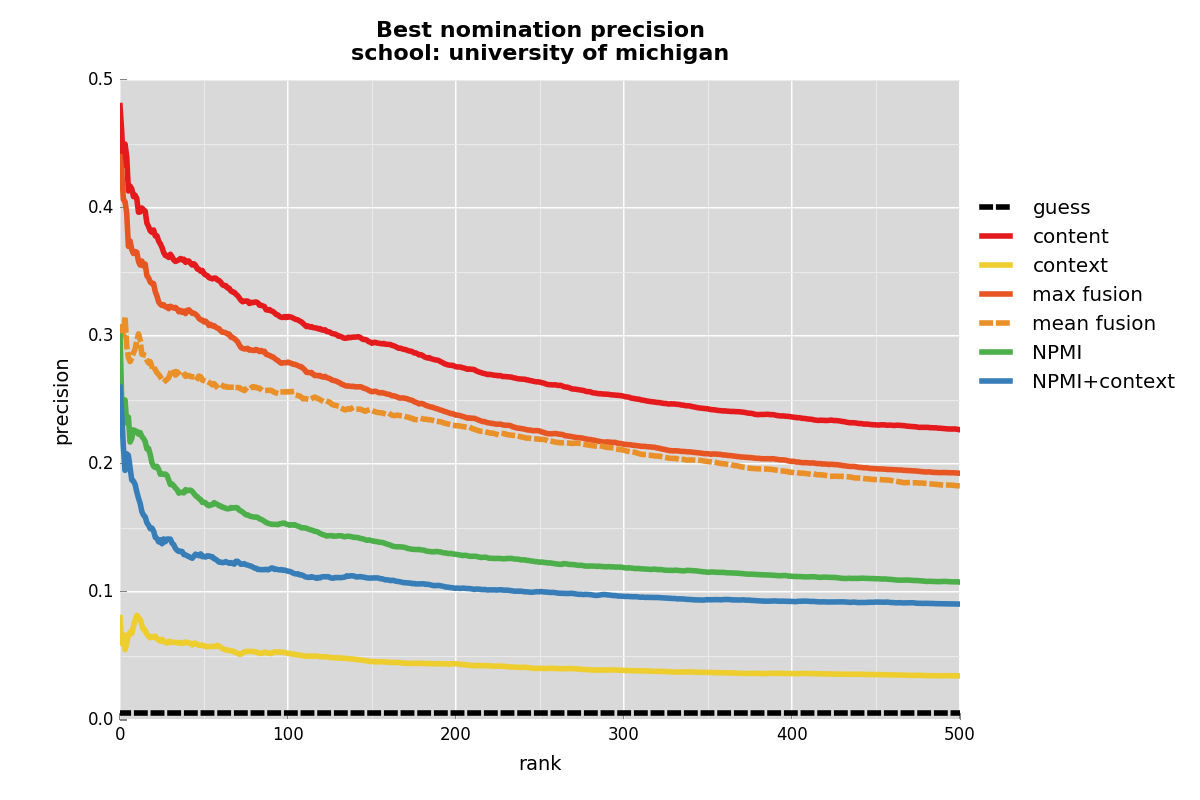 Best nomination precision
school: university of michigan
precision
0.5
0.4
0.3
0.2
0.1
0.0
0
100
200
300
400
500
rank
guess
content
context
max fusion
mean fusion
NPMI
NPMI+context